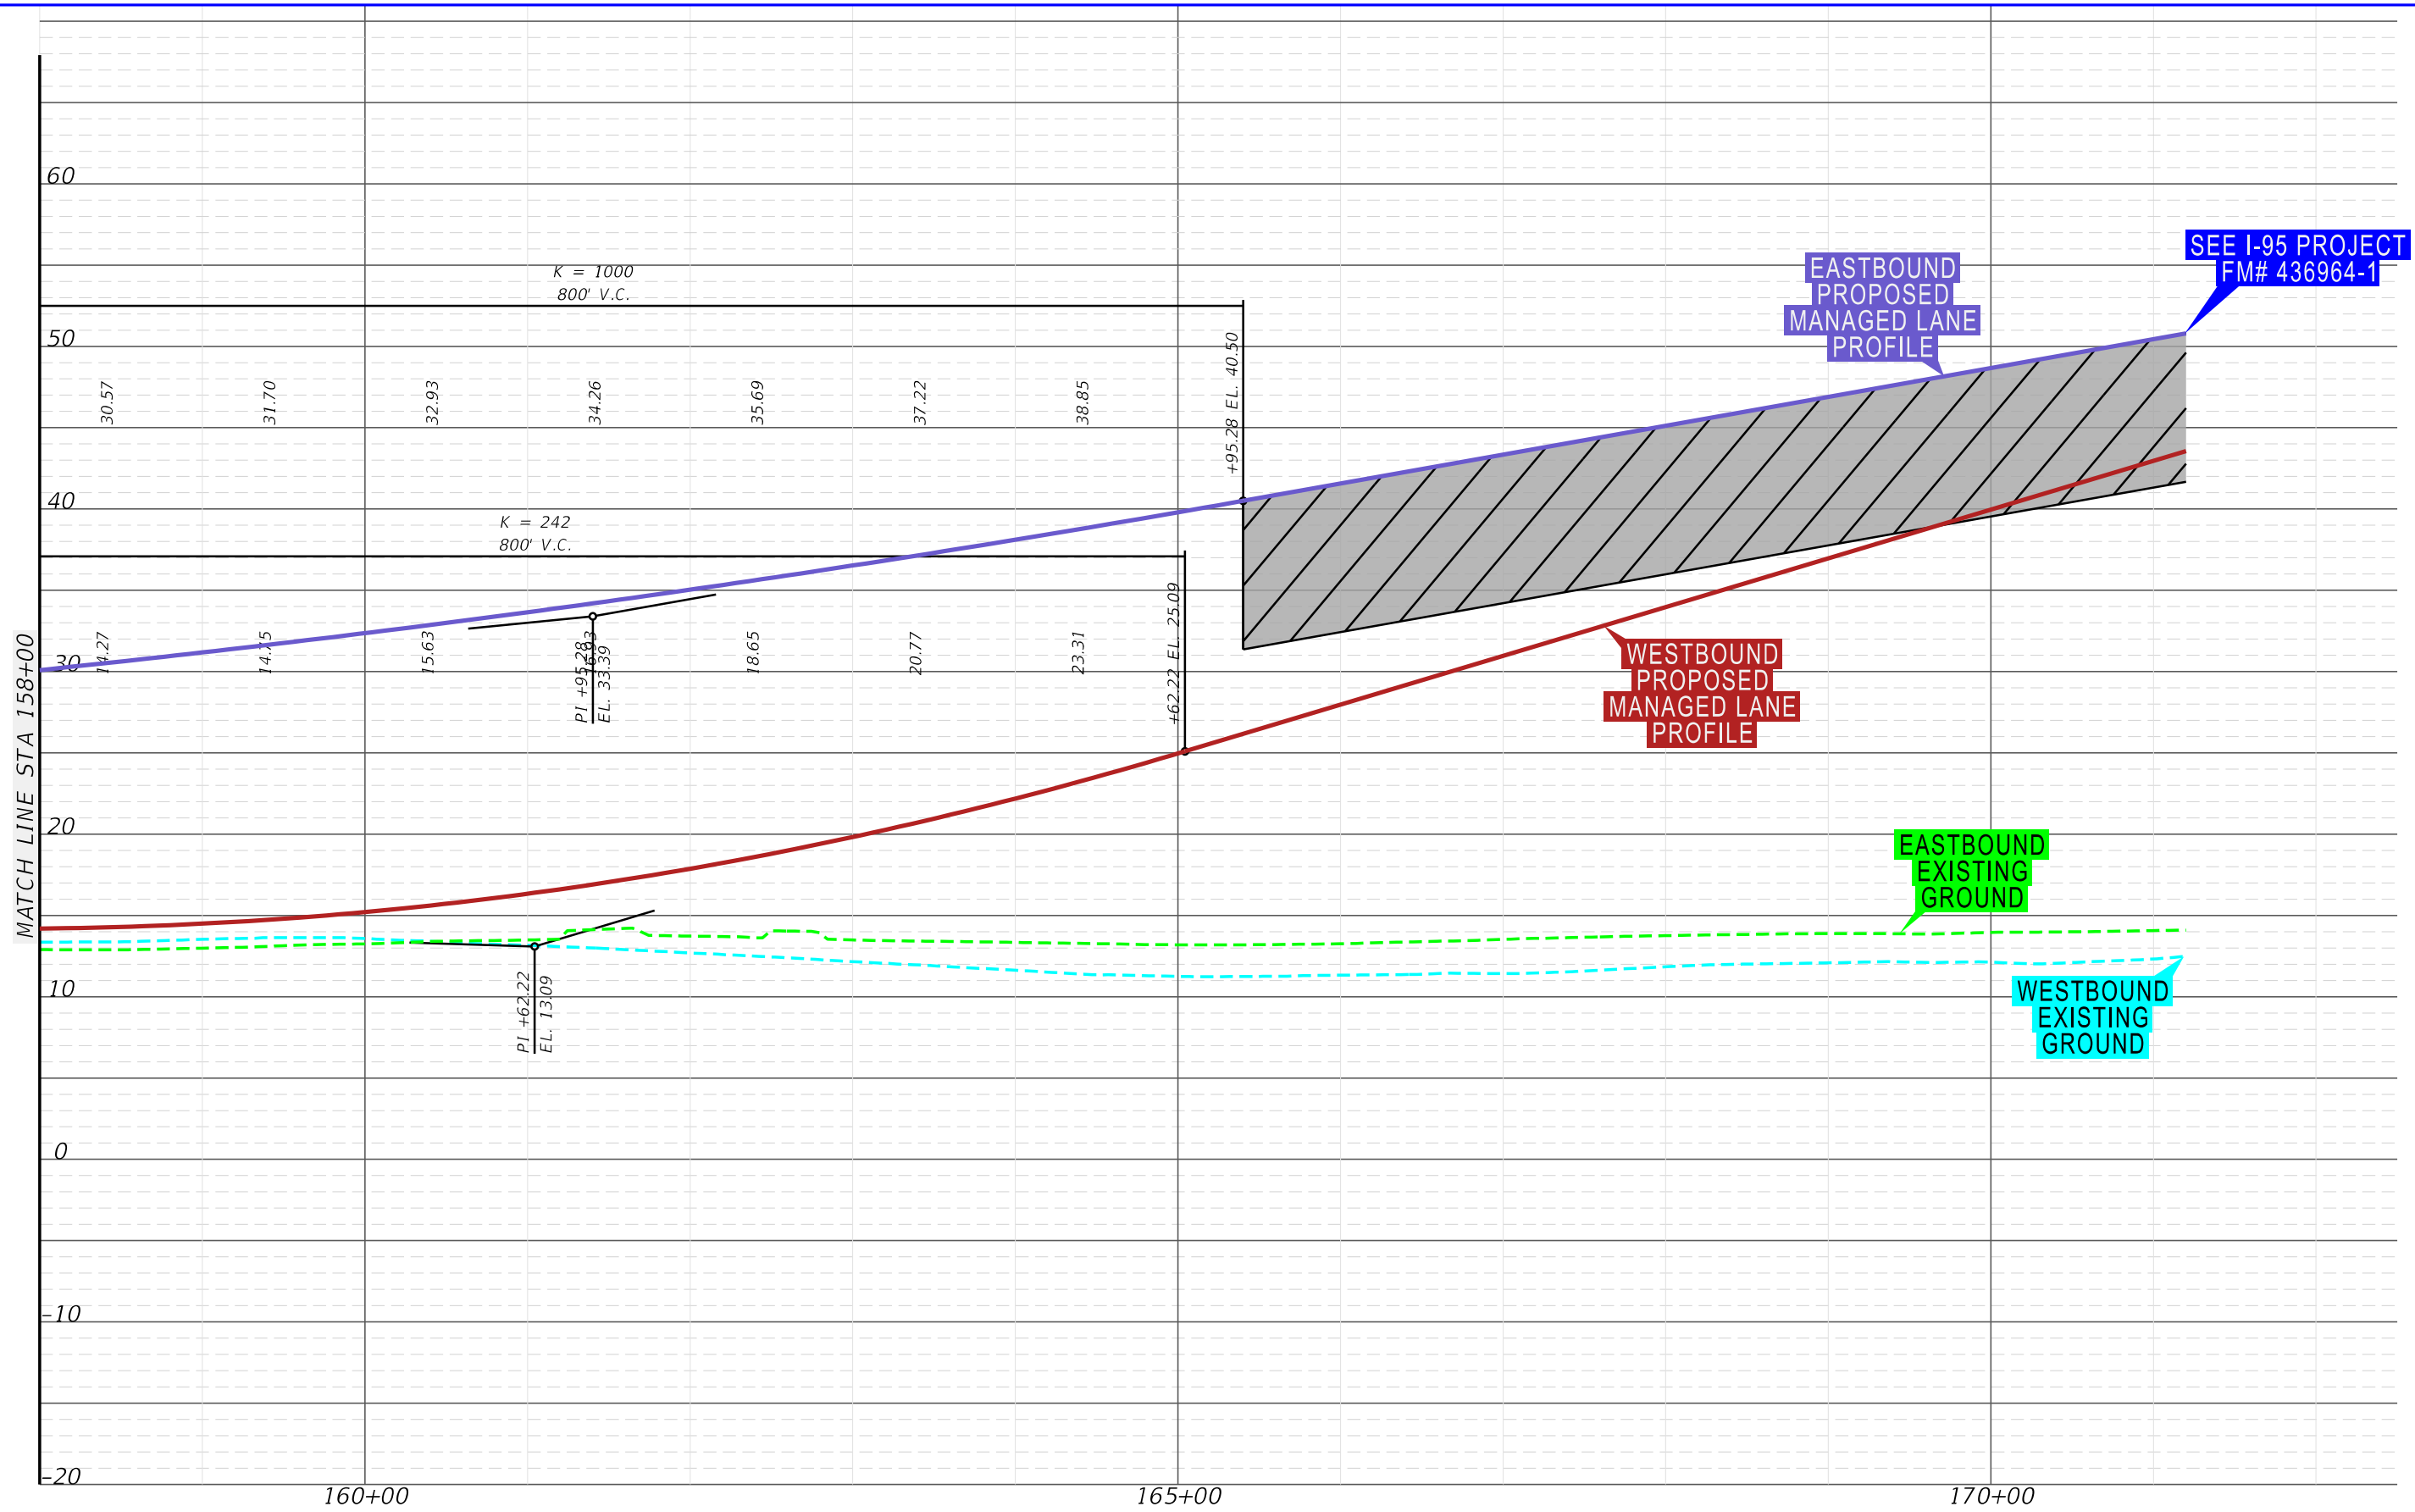 60
SEE I-95 PROJECT
FM# 436964-1
EASTBOUND
PROPOSED
MANAGED LANE
PROFILE
K = 1000
800' V.C.
50
+95.28 EL. 40.50
30.57
31.70
32.93
34.26
35.69
37.22
38.85
40
K = 242
800' V.C.
+62.22 EL. 25.09
MATCH LINE STA 158+00
30
14.27
14.75
15.63
16.93
18.65
20.77
23.31
PI +95.28
EL. 33.39
WESTBOUND
PROPOSED
MANAGED LANE
PROFILE
20
EASTBOUND
EXISTING
GROUND
10
PI +62.22
EL. 13.09
WESTBOUND
EXISTING
GROUND
0
-10
-20
160+00
165+00
170+00